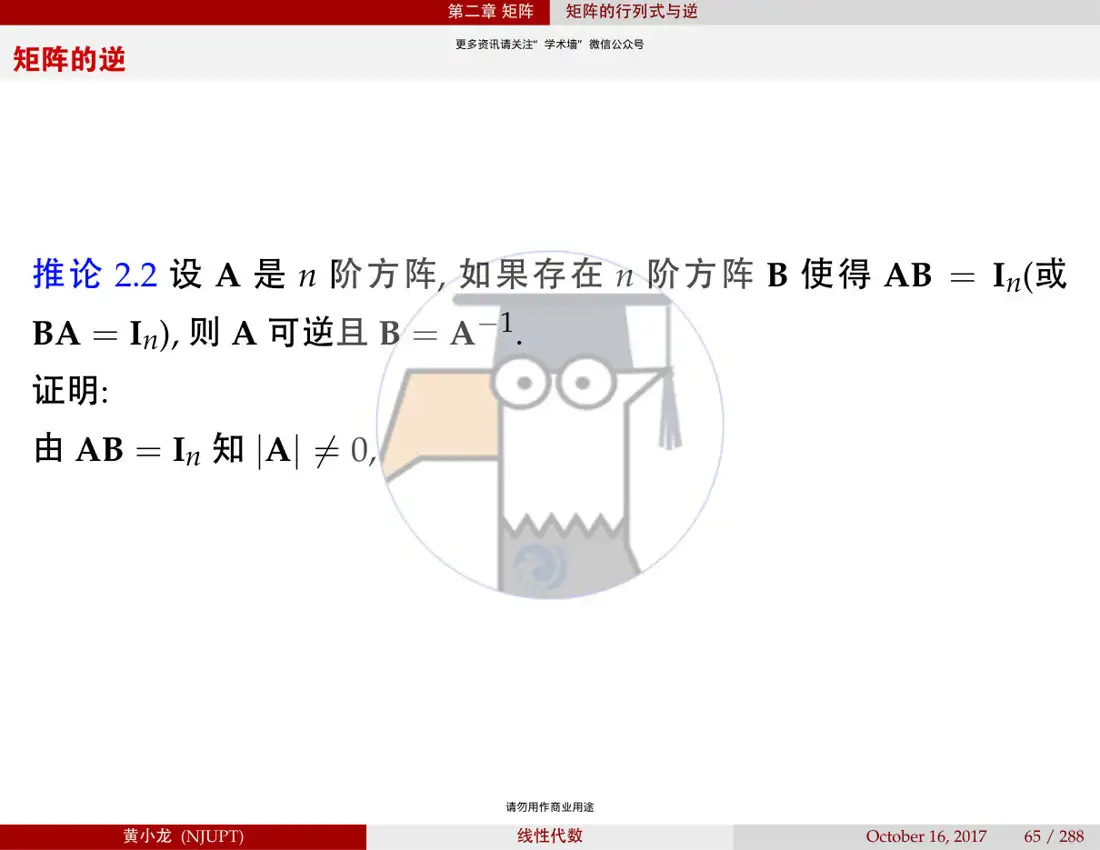 第二章 矩阵 矩阵的行列式与逆
更多资讯请关注“学术墙”微信公众号
矩阵的逆
推论 2.2 设 A 是 n 阶方阵, 如果存在 n 阶方阵 B 使得 AB = Iₙ(或
BA = Iₙ), 则 A 可逆且 B = A⁻¹.
证明:
由 AB = Iₙ 知 |A| ≠ 0,
请勿用作商业用途
黄小龙 (NJUPT) 线性代数 October 16, 2017 65 / 288